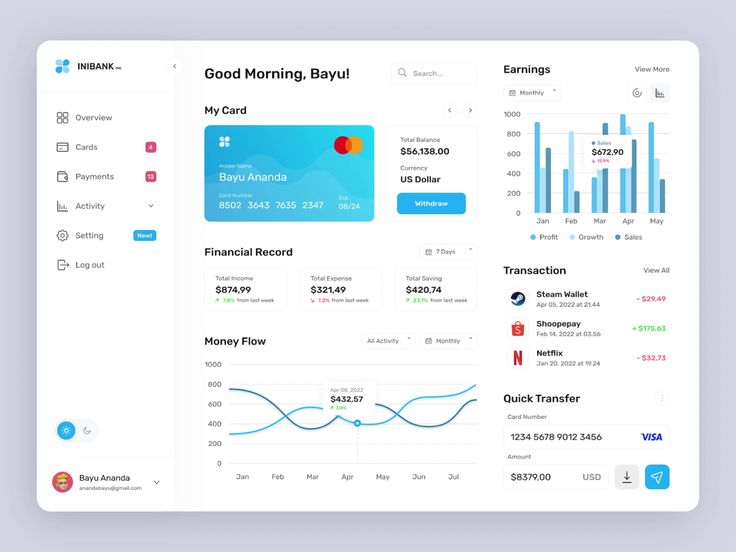 INIBANK INC
Overview
Cards 4
Payments 13
Activity
Setting New!
Log out
Bayu Ananda
anandabayu@gmail.com
Good Morning, Bayu!
Search...
My Card
Holder Name
Bayu Ananda
Card Number
Exp
8502 3643 7635 2347 08/24
Total Balance
$56,138,00
Currency
US Dollar
Withdraw
Financial Record
7 Days
Total Income
$874,99
7,8% from last week
Total Expense
$321,49
7,2% from last week
Total Saving
$420,74
23,1% from last week
Money Flow
All Activity
Monthly
1000
800
600
400
200
0
Apr 08, 2022
$432,57
3,8%
Jan Feb Mar Apr May Jun Jul
Earnings
View More
Monthly
1000
800
600
400
200
0
Sales
$672,90
12,9%
Jan Feb Mar Apr May
Profit Growth Sales
Transaction
View All
Steam Wallet
Apr 05, 2022 at 21.44
- $29,49
Shoopepay
Feb 14, 2022 at 03.56
+ $175,63
Netflix
Jan 20, 2022 at 19.24
- $32,73
Quick Transfer
Card Number
1234 5678 9012 3456 VISA
Amount
$8379,00 USD